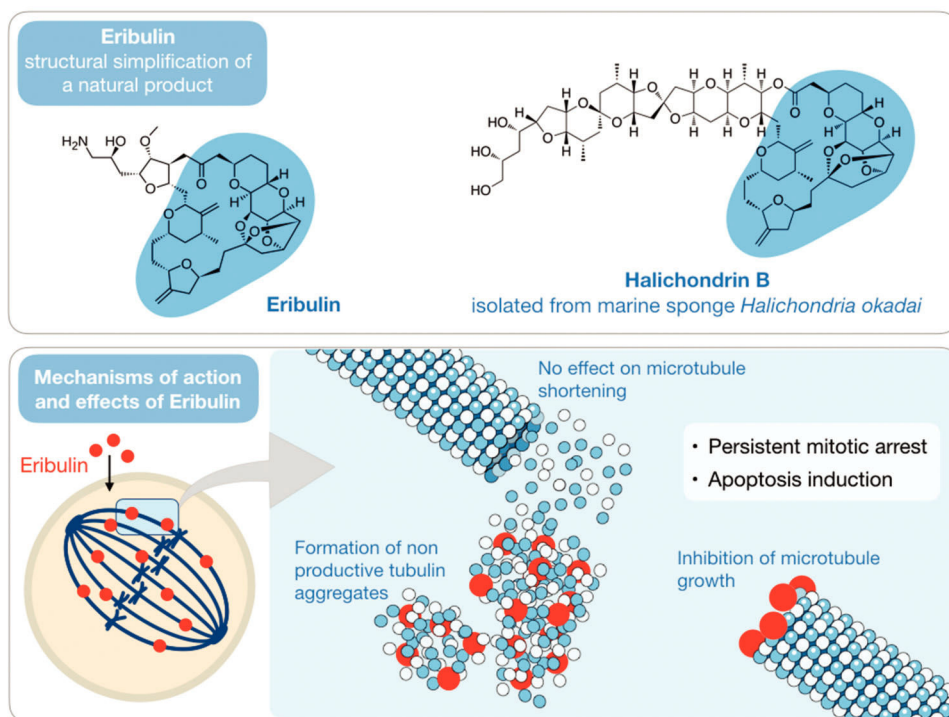 Eribulin
structural simplification of
a natural product
H₂N
OH
O
O
O
O
O
O
H
H
H
O
O
O
O
O
Eribulin
HO
HO
HO
H
O
H
H
O
O
H
H
O
O
H
H
O
O
H
H
H
O
O
O
O
O
H
H
H
O
O
O
O
O
Halichondrin B
isolated from marine sponge Halichondria okadai
Mechanisms of action
and effects of Eribulin
Eribulin
No effect on microtubule
shortening
• Persistent mitotic arrest
• Apoptosis induction
Formation of non
productive tubulin
aggregates
Inhibition of microtubule
growth